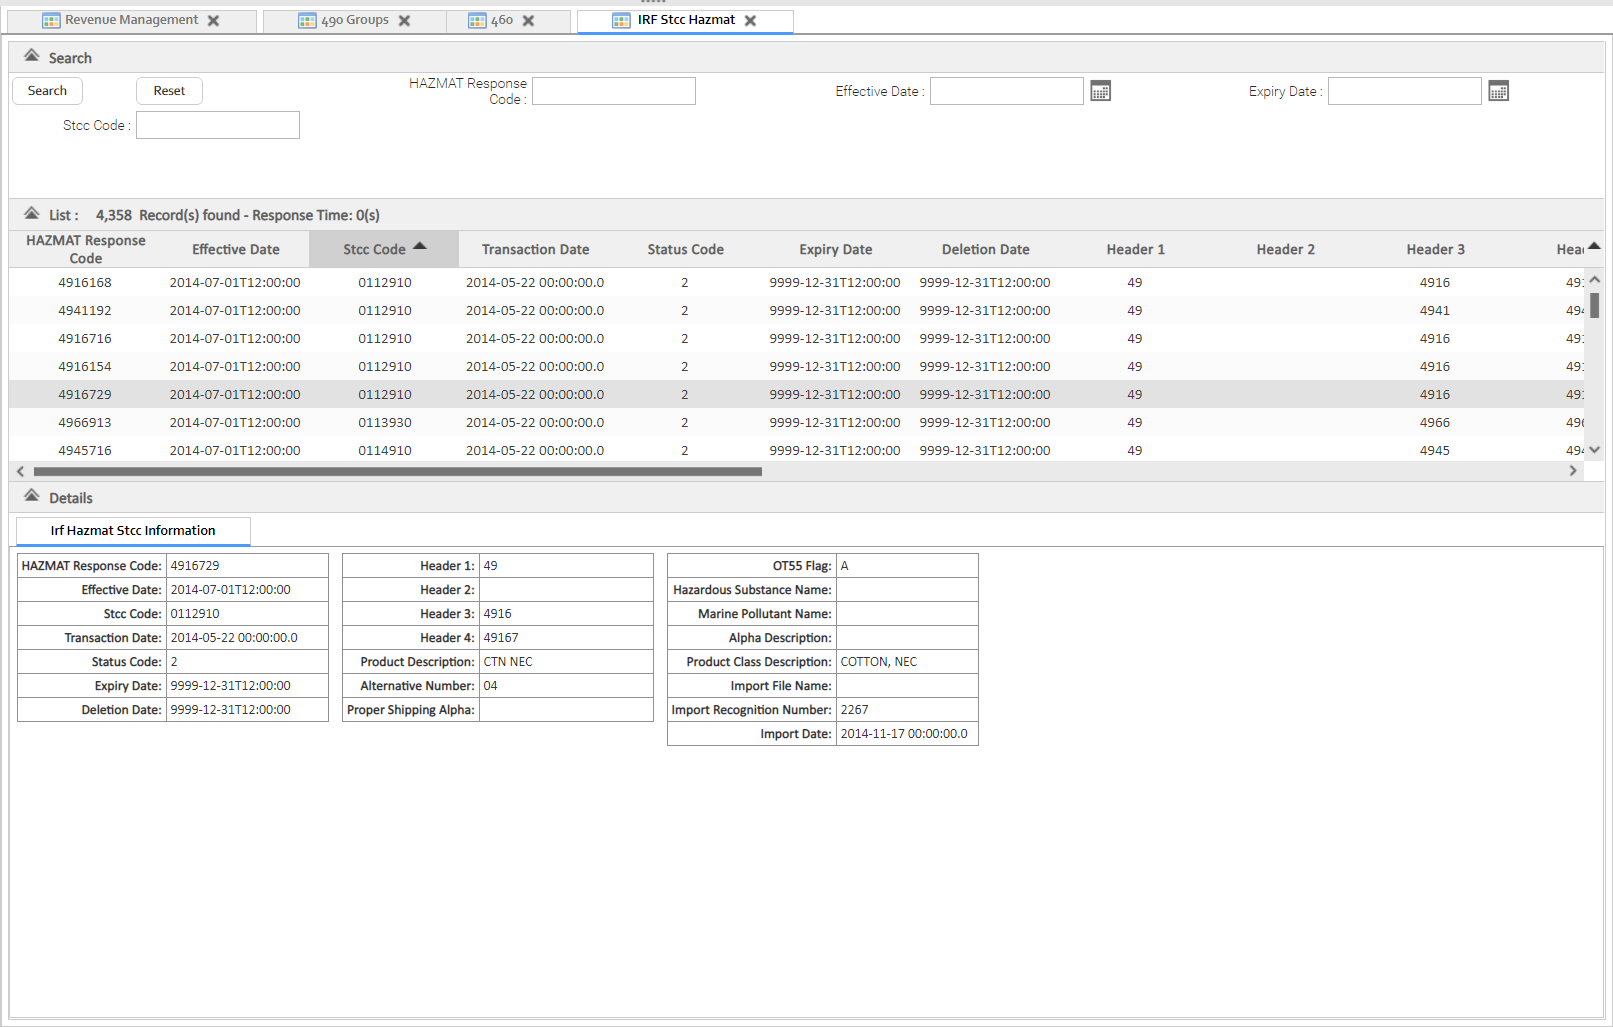 Revenue Management 490 Groups 460 IRF Stcc Hazmat
Search
Search Reset HAZMAT Response Code : Effective Date : Expiry Date :
Stcc Code :
List : 4,358 Record(s) found - Response Time: 0(s)
HAZMAT Response Code Effective Date Stcc Code Transaction Date Status Code Expiry Date Deletion Date Header 1 Header 2 Header 3
4916168 2014-07-01T12:00:00 0112910 2014-05-22 00:00:00.0 2 9999-12-31T12:00:00 9999-12-31T12:00:00 49 4916
4941192 2014-07-01T12:00:00 0112910 2014-05-22 00:00:00.0 2 9999-12-31T12:00:00 9999-12-31T12:00:00 49 4941
4916716 2014-07-01T12:00:00 0112910 2014-05-22 00:00:00.0 2 9999-12-31T12:00:00 9999-12-31T12:00:00 49 4916
4916154 2014-07-01T12:00:00 0112910 2014-05-22 00:00:00.0 2 9999-12-31T12:00:00 9999-12-31T12:00:00 49 4916
4916729 2014-07-01T12:00:00 0112910 2014-05-22 00:00:00.0 2 9999-12-31T12:00:00 9999-12-31T12:00:00 49 4916
4966913 2014-07-01T12:00:00 0113930 2014-05-22 00:00:00.0 2 9999-12-31T12:00:00 9999-12-31T12:00:00 49 4966
4945716 2014-07-01T12:00:00 0114910 2014-05-22 00:00:00.0 2 9999-12-31T12:00:00 9999-12-31T12:00:00 49 4945
Details
Irf Hazmat Stcc Information
HAZMAT Response Code: 4916729
Effective Date: 2014-07-01T12:00:00
Stcc Code: 0112910
Transaction Date: 2014-05-22 00:00:00.0
Status Code: 2
Expiry Date: 9999-12-31T12:00:00
Deletion Date: 9999-12-31T12:00:00
Header 1: 49
Header 2:
Header 3: 4916
Header 4: 49167
Product Description: CTN NEC
Alternative Number: 04
Proper Shipping Alpha:
OT55 Flag: A
Hazardous Substance Name:
Marine Pollutant Name:
Alpha Description:
Product Class Description: COTTON, NEC
Import File Name:
Import Recognition Number: 2267
Import Date: 2014-11-17 00:00:00.0